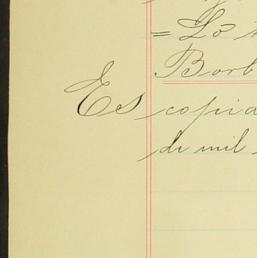 = Lo
Borb
Es copia
de mil